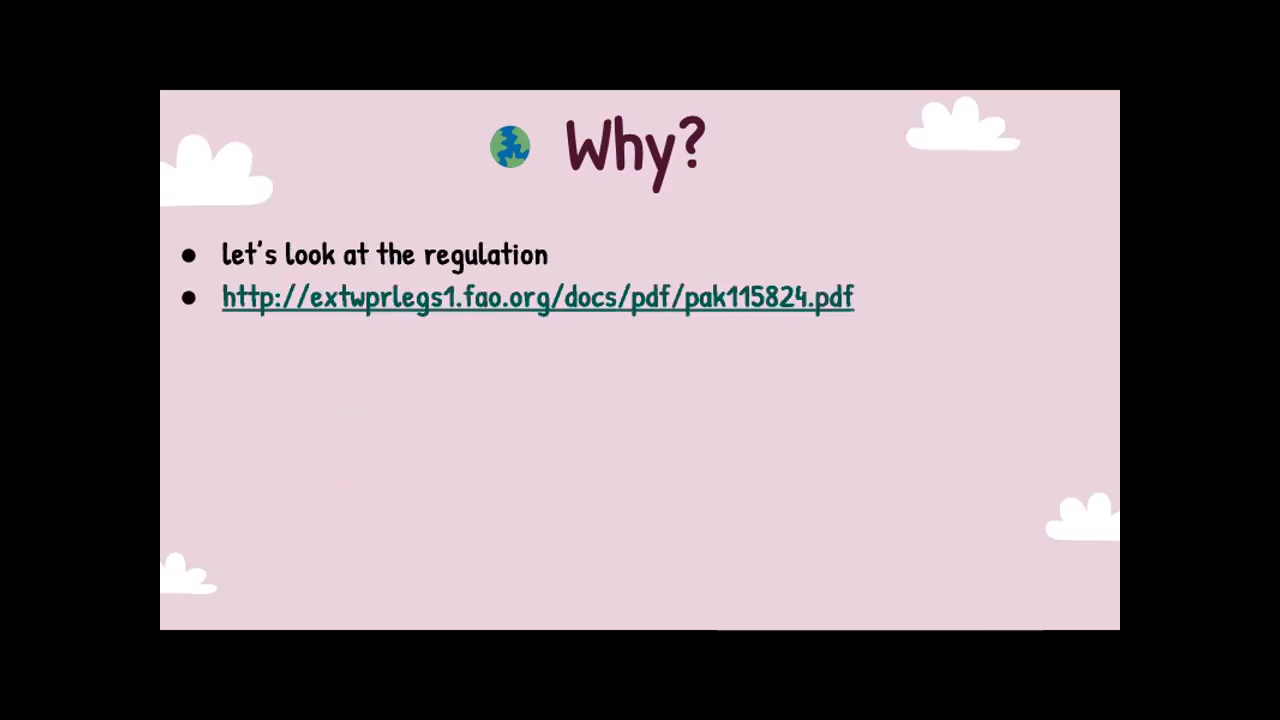 Why?
● let's look at the regulation
● http://extwprlegs1.fao.org/docs/pdf/pak115824.pdf